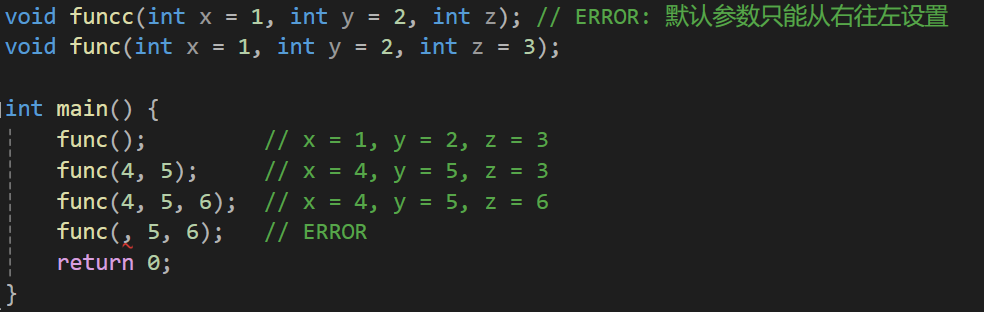 void funcc(int x = 1, int y = 2, int z); // ERROR: 默认参数只能从右往左设置
void func(int x = 1, int y = 2, int z = 3);
int main() {
func(); // x = 1, y = 2, z = 3
func(4, 5); // x = 4, y = 5, z = 3
func(4, 5, 6); // x = 4, y = 5, z = 6
func(, 5, 6); // ERROR
return 0;
}